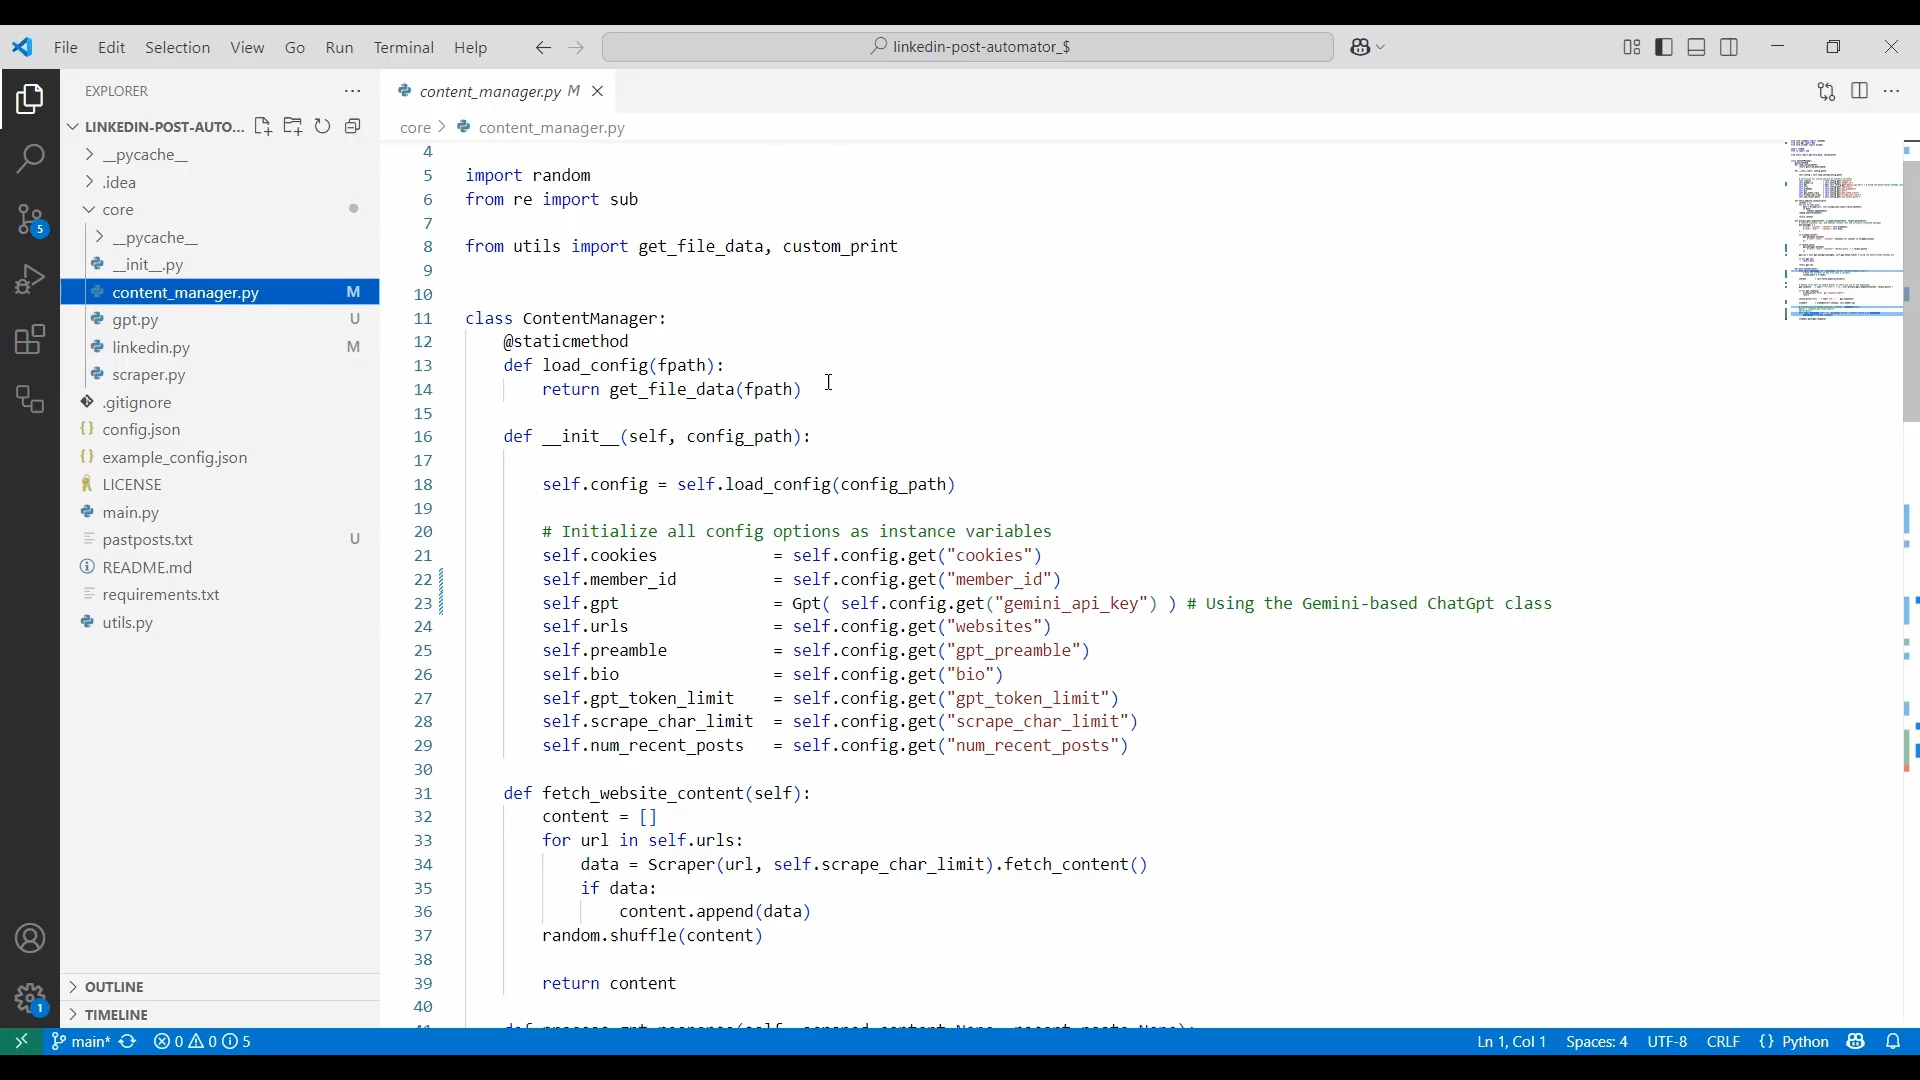 File Edit Selection View Go Run Terminal Help
linkedin-post-automator_$
EXPLORER
LINKEDIN-POST-AUTO...
__pycache__
.idea
core
__pycache__
__init__.py
content_manager.py M
gpt.py U
linkedin.py M
scraper.py
.gitignore
config.json
example_config.json
LICENSE
main.py
pastposts.txt U
README.md
requirements.txt
utils.py
OUTLINE
TIMELINE
5
1
content_manager.py M
core > content_manager.py
4
5 import random
6 from re import sub
7
8 from utils import get_file_data, custom_print
9
10
11 class ContentManager:
12 @staticmethod
13 def load_config(fpath):
14 return get_file_data(fpath)
15
16 def __init__(self, config_path):
17
18 self.config = self.load_config(config_path)
19
20 # Initialize all config options as instance variables
21 self.cookies = self.config.get("cookies")
22 self.member_id = self.config.get("member_id")
23 self.gpt = Gpt( self.config.get("gemini_api_key") ) # Using the Gemini-based ChatGpt class
24 self.urls = self.config.get("websites")
25 self.preamble = self.config.get("gpt_preamble")
26 self.bio = self.config.get("bio")
27 self.gpt_token_limit = self.config.get("gpt_token_limit")
28 self.scrape_char_limit = self.config.get("scrape_char_limit")
29 self.num_recent_posts = self.config.get("num_recent_posts")
30
31 def fetch_website_content(self):
32 content = []
33 for url in self.urls:
34 data = Scraper(url, self.scrape_char_limit).fetch_content()
35 if data:
36 content.append(data)
37 random.shuffle(content)
38
39 return content
40
main* 0 0 5
Ln 1, Col 1 Spaces: 4 UTF-8 CRLF {} Python